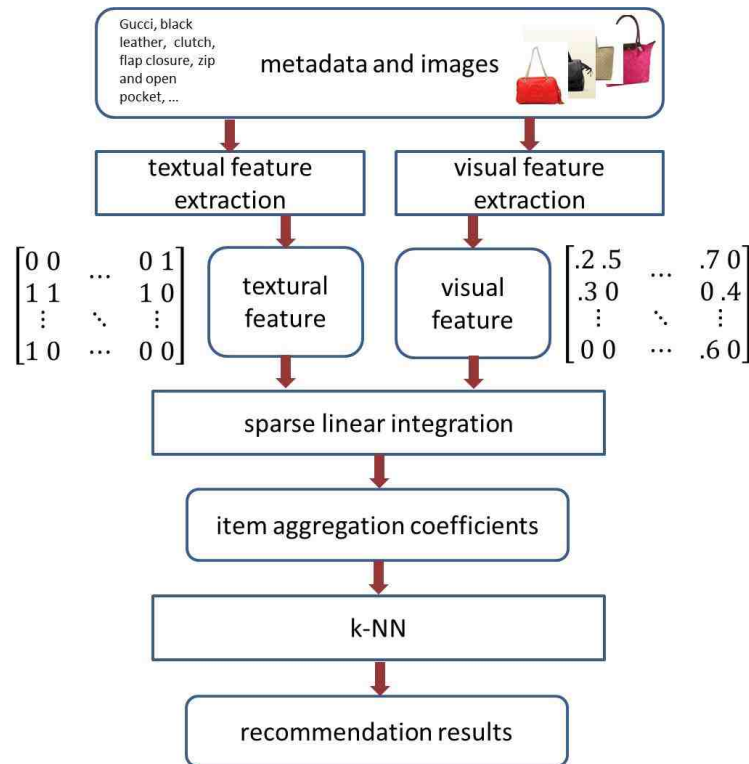 Gucci, black
leather, clutch,
flap closure, zip
and open
pocket, ...
metadata and images
textual feature
extraction
visual feature
extraction
0 0 ... 0 1
1 1 1 0
⋮ ⋱ ⋮
1 0 ... 0 0
textural
feature
visual
feature
.2 .5 ... .7 0
.3 0 0 .4
⋮ ⋱ ⋮
0 0 ... .6 0
sparse linear integration
item aggregation coefficients
k-NN
recommendation results